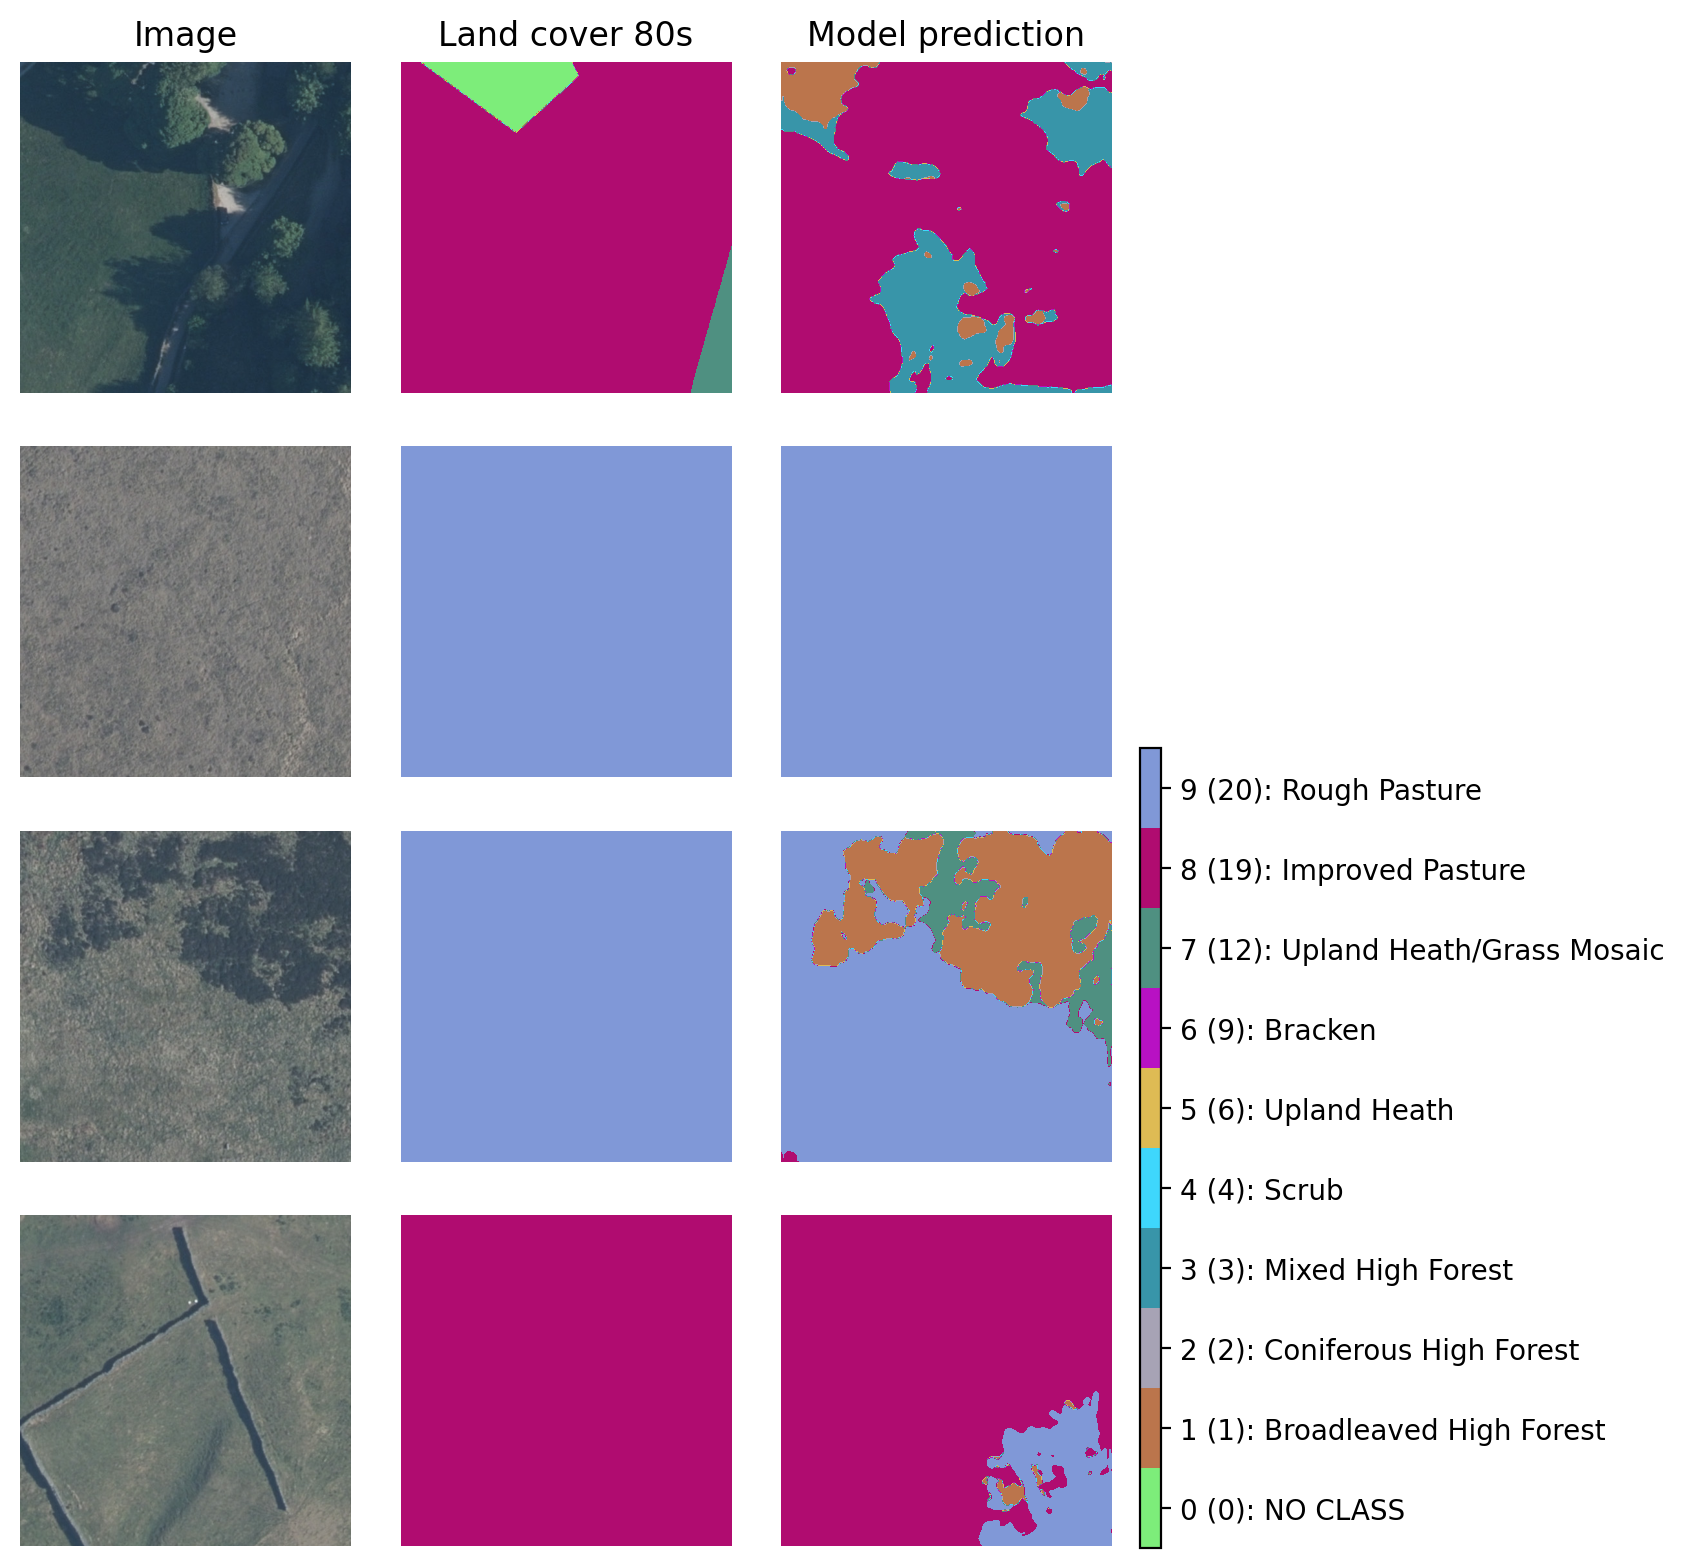 Image
Land cover 80s
Model prediction
9 (20): Rough Pasture
8 (19): Improved Pasture
7 (12): Upland Heath/Grass Mosaic
6 (9): Bracken
5 (6): Upland Heath
4 (4): Scrub
3 (3): Mixed High Forest
2 (2): Coniferous High Forest
1 (1): Broadleaved High Forest
0 (0): NO CLASS